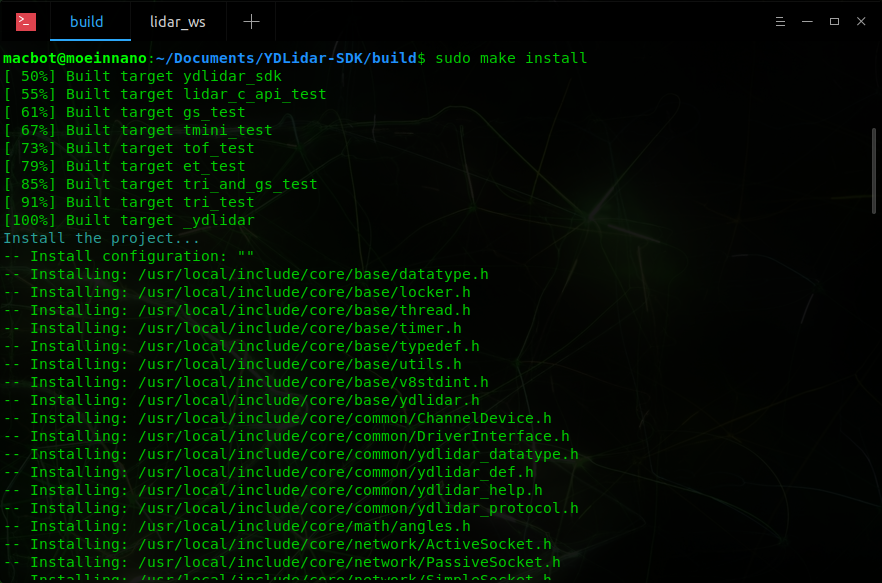 build
lidar_ws
macbot@moeinnano:~/Documents/YDLidar-SDK/build$ sudo make install
[ 50%] Built target ydlidar_sdk
[ 55%] Built target lidar_c_api_test
[ 61%] Built target gs_test
[ 67%] Built target tmini_test
[ 73%] Built target tof_test
[ 79%] Built target et_test
[ 85%] Built target tri_and_gs_test
[ 91%] Built target tri_test
[100%] Built target _ydlidar
Install the project...
-- Install configuration: ""
-- Installing: /usr/local/include/core/base/datatype.h
-- Installing: /usr/local/include/core/base/locker.h
-- Installing: /usr/local/include/core/base/thread.h
-- Installing: /usr/local/include/core/base/timer.h
-- Installing: /usr/local/include/core/base/typedef.h
-- Installing: /usr/local/include/core/base/utils.h
-- Installing: /usr/local/include/core/base/v8stdint.h
-- Installing: /usr/local/include/core/base/ydlidar.h
-- Installing: /usr/local/include/core/common/ChannelDevice.h
-- Installing: /usr/local/include/core/common/DriverInterface.h
-- Installing: /usr/local/include/core/common/ydlidar_datatype.h
-- Installing: /usr/local/include/core/common/ydlidar_def.h
-- Installing: /usr/local/include/core/common/ydlidar_help.h
-- Installing: /usr/local/include/core/common/ydlidar_protocol.h
-- Installing: /usr/local/include/core/math/angles.h
-- Installing: /usr/local/include/core/network/ActiveSocket.h
-- Installing: /usr/local/include/core/network/PassiveSocket.h
-- Installing: /usr/local/include/core/network/SimpleSocket.h